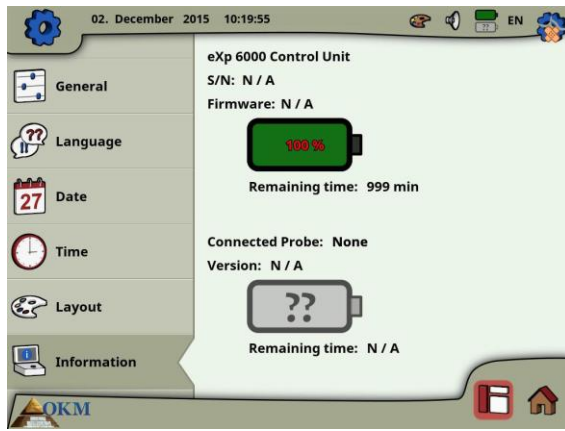 02. December 2015 10:19:55
EN
??
General
Language
Date
Time
Layout
Information
27
eXp 6000 Control Unit
S/N: N / A
Firmware: N / A
100 %
Remaining time: 999 min
Connected Probe: None
Version: N / A
??
Remaining time: N / A
OKM